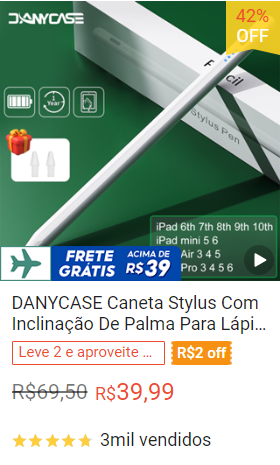 DANYCASE
42%
OFF
1
Year
Stylus Pen
iPad 6th 7th 8th 9th 10th
iPad mini 5 6
Air 3 4 5
Pro 3 4 5 6
FRETE
GRÁTIS
ACIMA DE
R$39
DANYCASE Caneta Stylus Com
Inclinação De Palma Para Lápi...
Leve 2 e aproveite ...
R$2 off
R$69,50 R$39,99
3mil vendidos